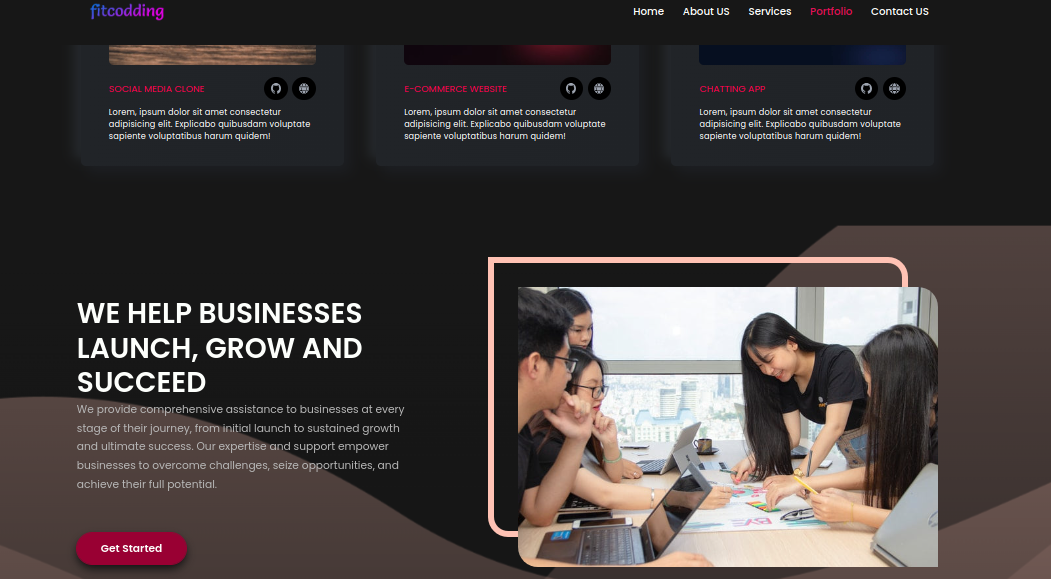 fitcodding
Home About US Services Portfolio Contact US
SOCIAL MEDIA CLONE
Lorem, ipsum dolor sit amet consectetur
adipisicing elit. Explicabo quibusdam voluptate
sapiente voluptatibus harum quidem!
E-COMMERCE WEBSITE
Lorem, ipsum dolor sit amet consectetur
adipisicing elit. Explicabo quibusdam voluptate
sapiente voluptatibus harum quidem!
CHATTING APP
Lorem, ipsum dolor sit amet consectetur
adipisicing elit. Explicabo quibusdam voluptate
sapiente voluptatibus harum quidem!
WE HELP BUSINESSES
LAUNCH, GROW AND
SUCCEED
We provide comprehensive assistance to businesses at every
stage of their journey, from initial launch to sustained growth
and ultimate success. Our expertise and support empower
businesses to overcome challenges, seize opportunities, and
achieve their full potential.
Get Started